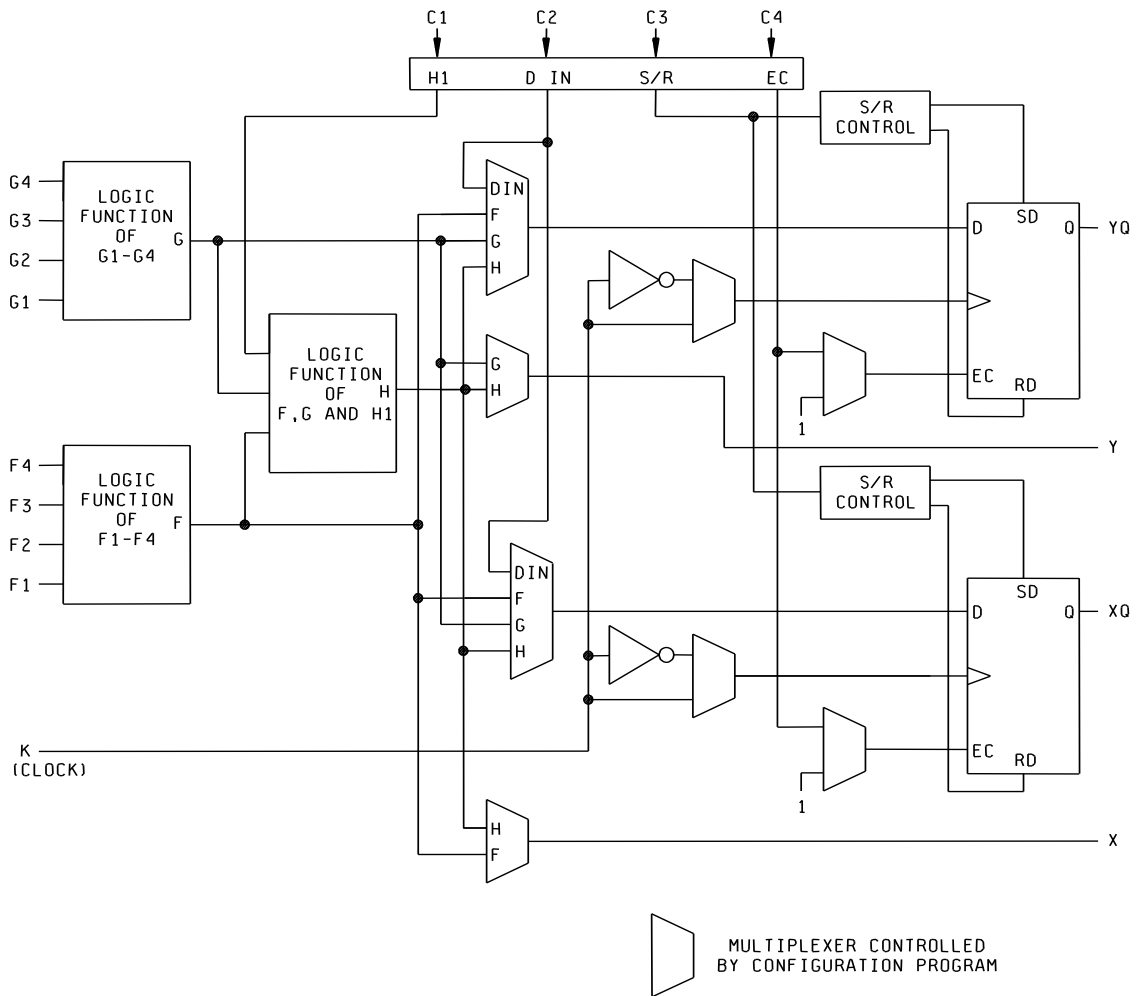 C1 C2 C3 C4
H1 D IN S/R EC
S/R
CONTROL
G4
G3
G2
G1
LOGIC
FUNCTION
OF
G1-G4
G
DIN
F
G
H
D
SD
Q
YQ
EC
RD
1
LOGIC
FUNCTION
OF
F,G AND H1
H
G
H
Y
F4
F3
F2
F1
LOGIC
FUNCTION
OF
F1-F4
F
S/R
CONTROL
DIN
F
G
H
D
SD
Q
XQ
EC
RD
1
K
(CLOCK)
H
F
X
MULTIPLEXER CONTROLLED
BY CONFIGURATION PROGRAM